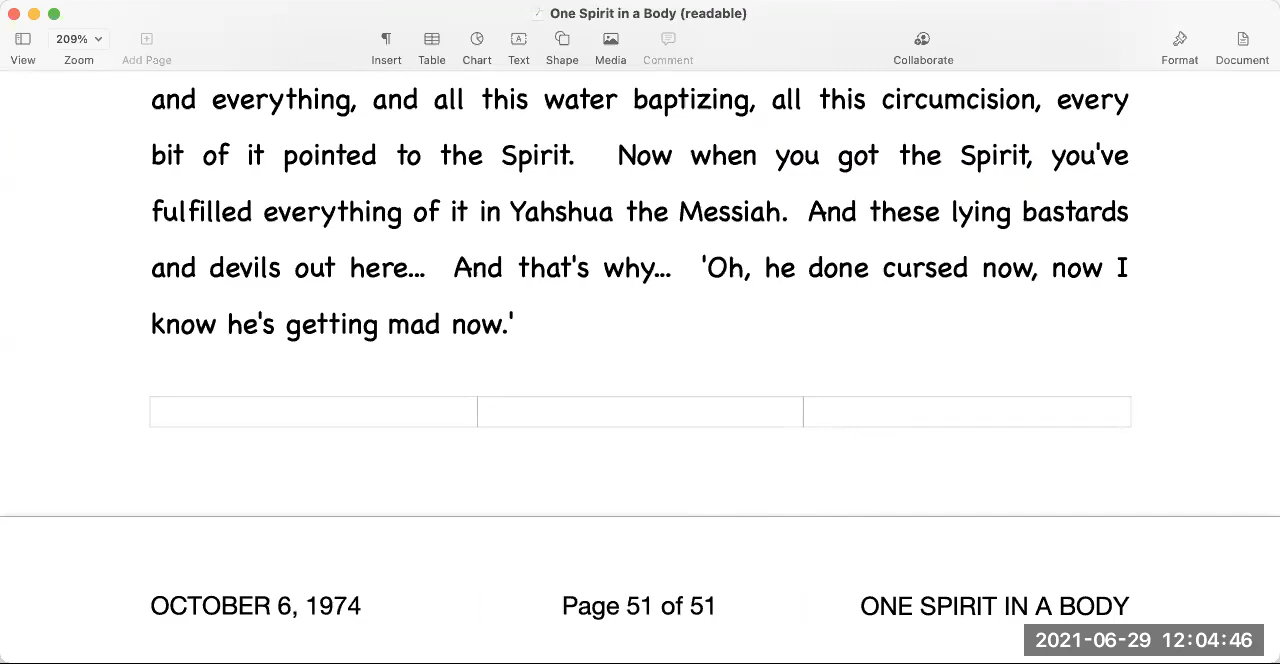 One Spirit in a Body (readable)
209%
View Zoom Add Page Insert Table Chart Text Shape Media Comment Collaborate Format Document
and everything, and all this water baptizing, all this circumcision, every
bit of it pointed to the Spirit. Now when you got the Spirit, you've
fulfilled everything of it in Yahshua the Messiah. And these lying bastards
and devils out here... And that's why... 'Oh, he done cursed now, now I
know he's getting mad now.'
OCTOBER 6, 1974 Page 51 of 51 ONE SPIRIT IN A BODY
2021-06-29 12:04:46